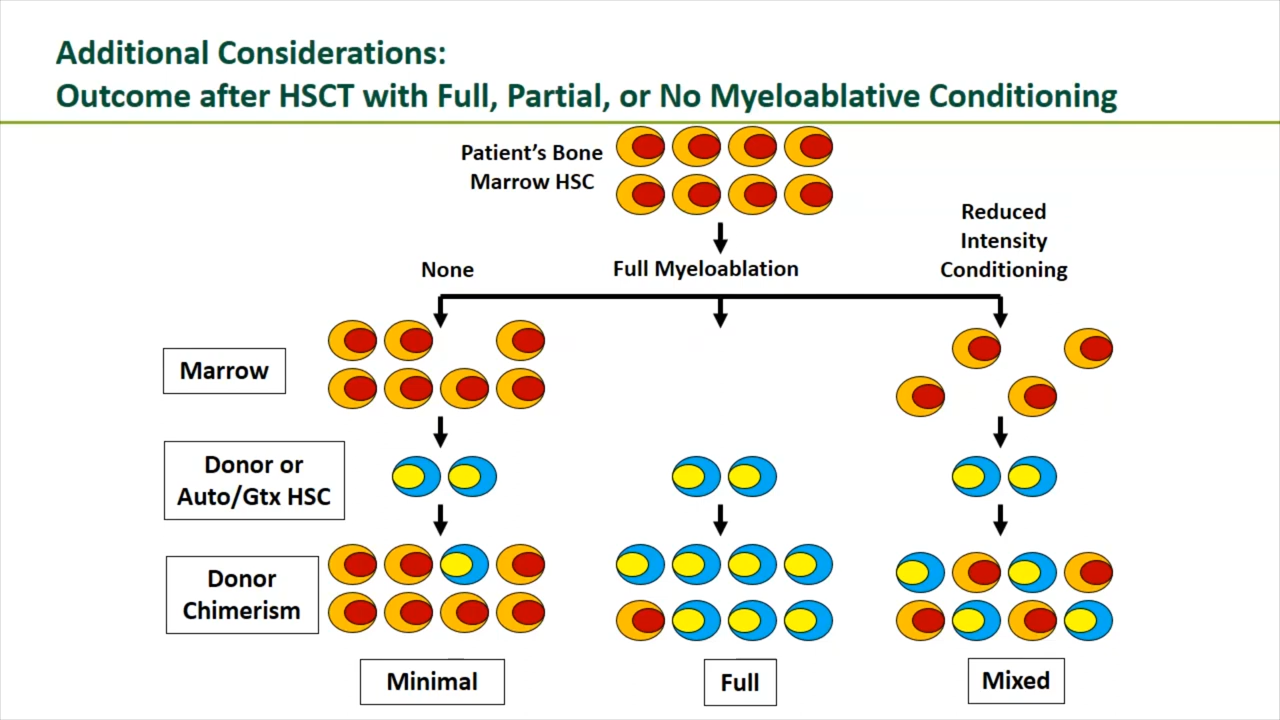 Additional Considerations:
Outcome after HSCT with Full, Partial, or No Myeloablative Conditioning
Patient’s Bone
Marrow HSC
None
Full Myeloablation
Reduced
Intensity
Conditioning
Marrow
Donor or
Auto/Gtx HSC
Donor
Chimerism
Minimal
Full
Mixed